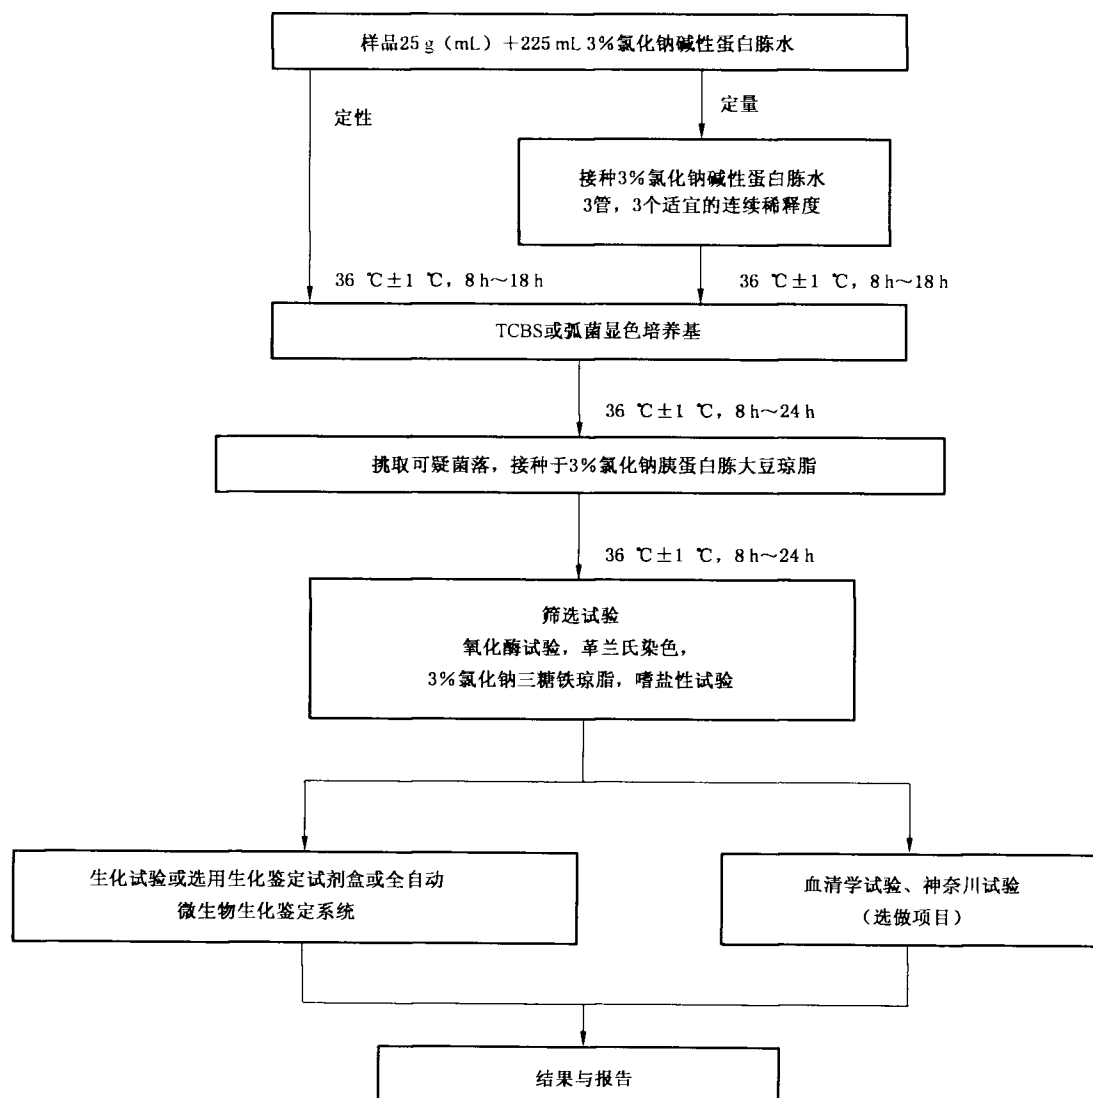 样品25 g（mL）＋225 mL 3％氯化钠碱性蛋白胨水
定性
定量
接种3％氯化钠碱性蛋白胨水
3管，3个适宜的连续稀释度
36 ℃±1 ℃，8 h～18 h
36 ℃±1 ℃，8 h～18 h
TCBS或弧菌显色培养基
36 ℃±1 ℃，8 h～24 h
挑取可疑菌落，接种于3％氯化钠胰蛋白胨大豆琼脂
36 ℃±1 ℃，8 h～24 h
筛选试验
氧化酶试验，革兰氏染色，
3％氯化钠三糖铁琼脂，嗜盐性试验
生化试验或选用生化鉴定试剂盒或全自动
微生物生化鉴定系统
血清学试验、神奈川试验
（选做项目）
结果与报告